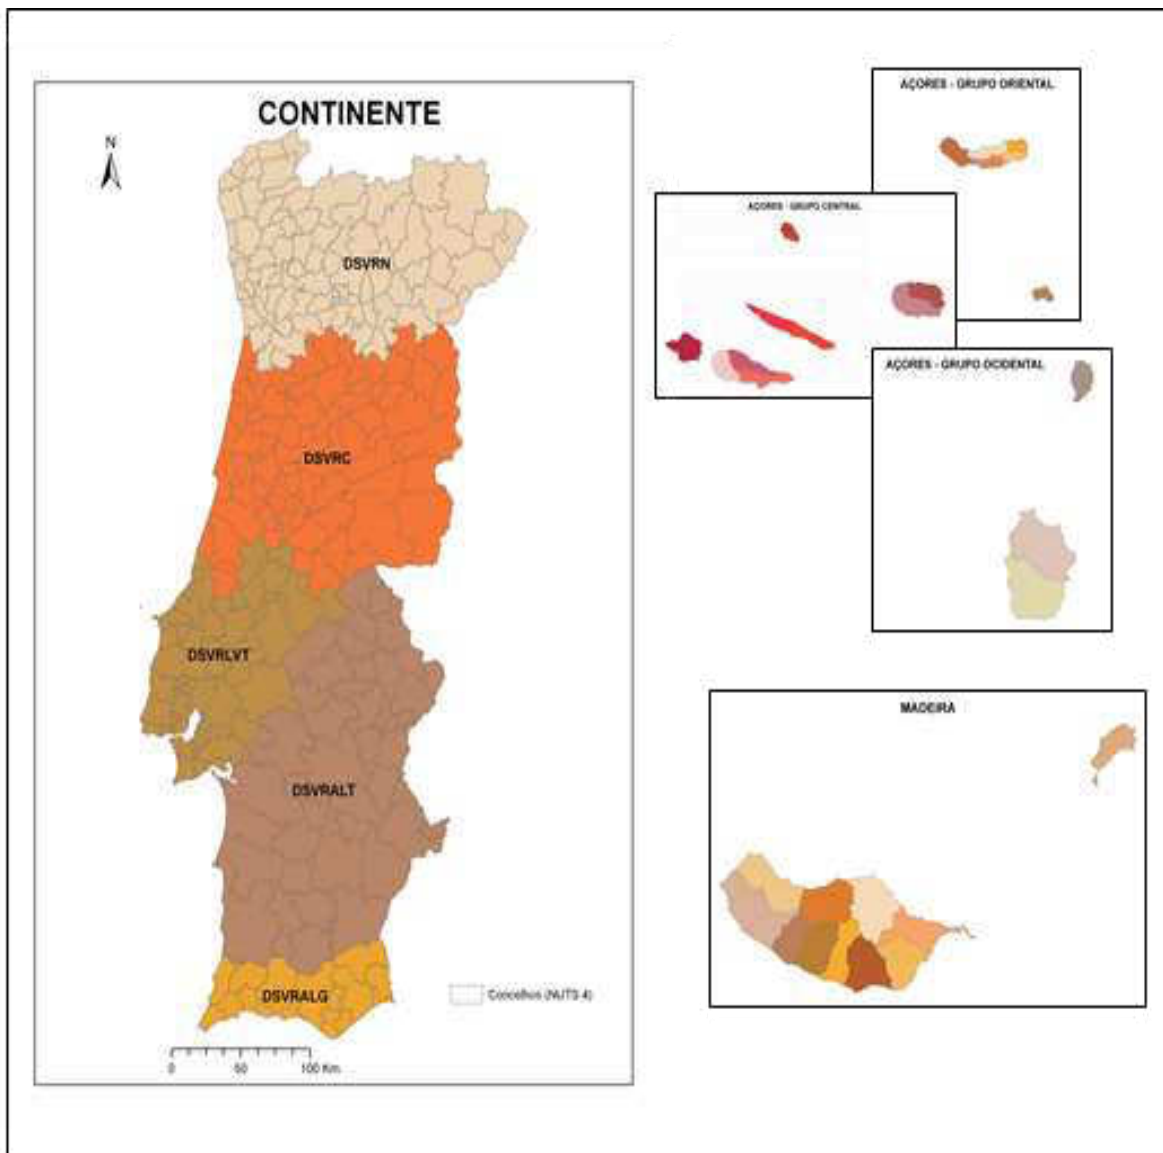 CONTINENTE
N
DSVRN
DSVRC
DSVRLVT
DSVRALT
DSVRALG
Concelhos (NUTS 4)
0 50 100 Km
AÇORES - GRUPO ORIENTAL
AÇORES - GRUPO CENTRAL
AÇORES - GRUPO OCIDENTAL
MADEIRA